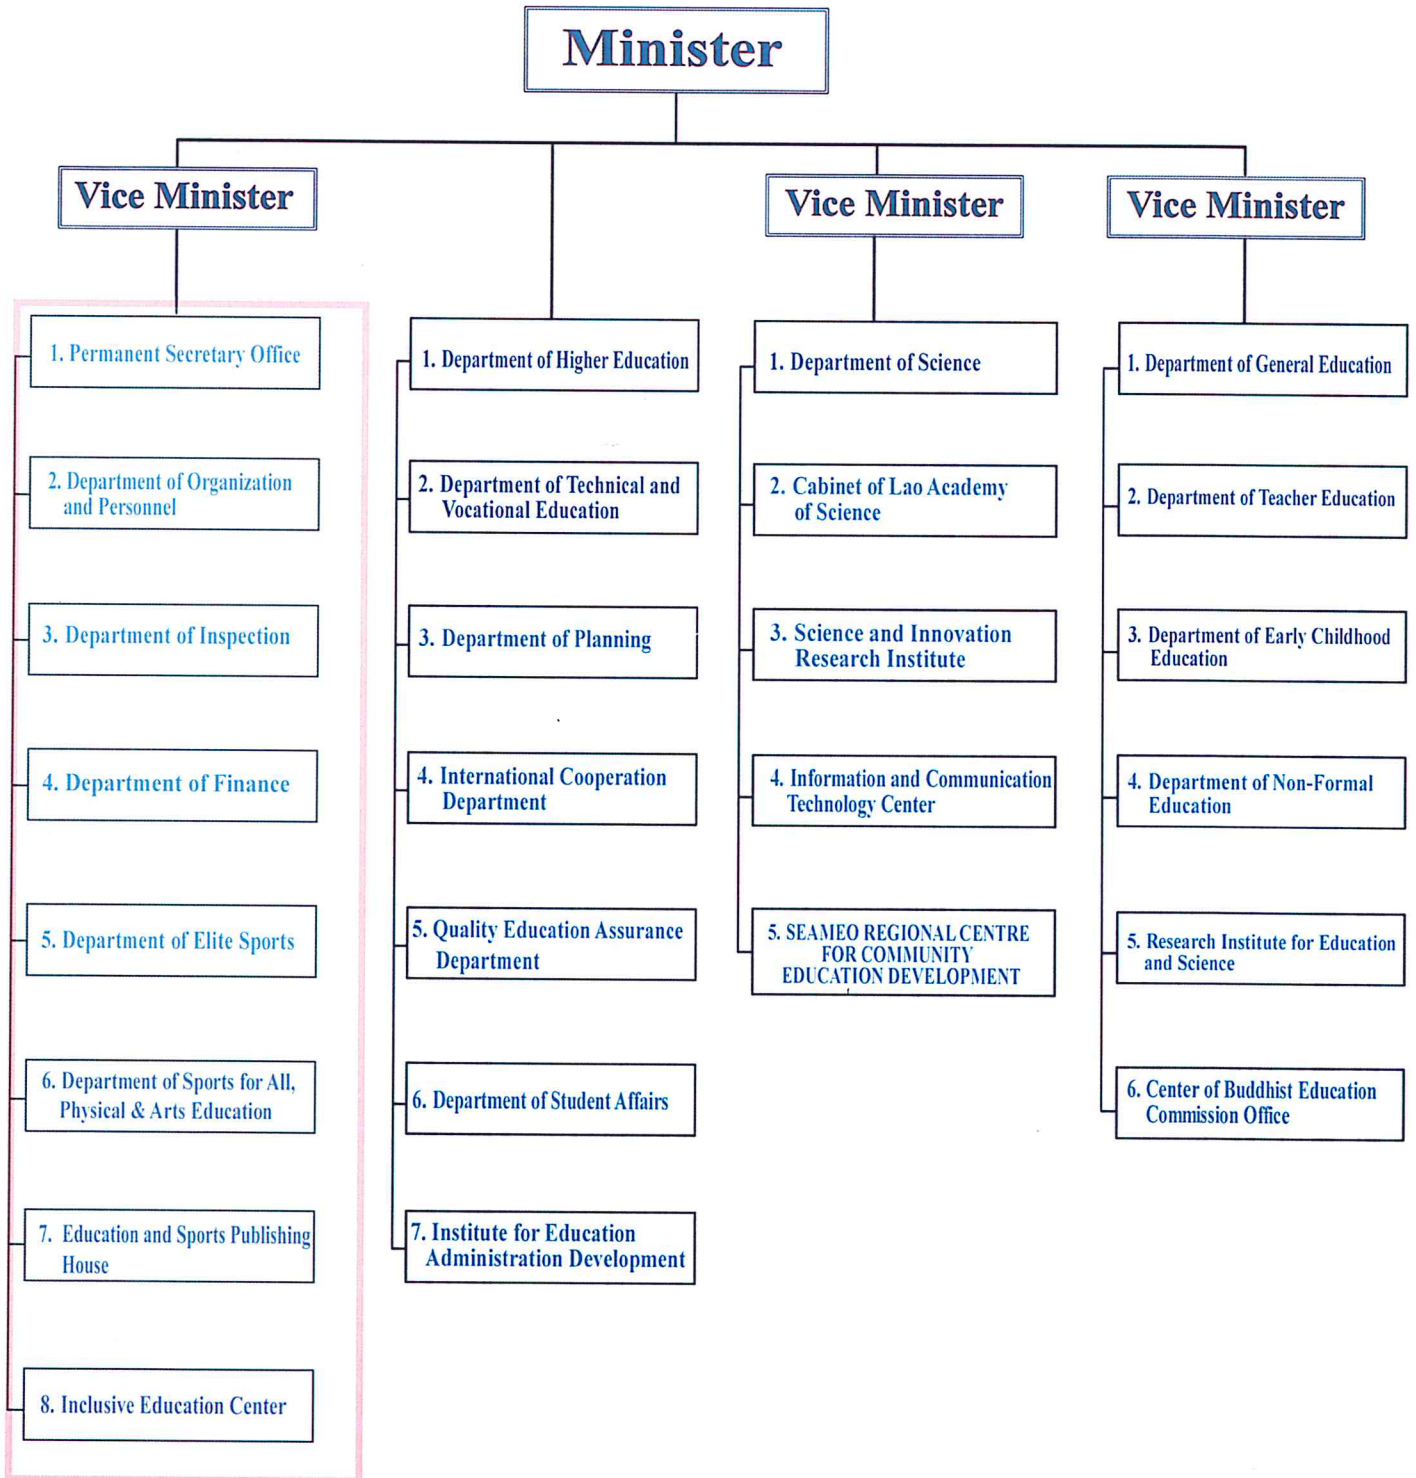 Minister
Vice Minister
Vice Minister
Vice Minister
1. Permanent Secretary Office
2. Department of Organization
and Personnel
3. Department of Inspection
4. Department of Finance
5. Department of Elite Sports
6. Department of Sports for All,
Physical & Arts Education
7. Education and Sports Publishing
House
8. Inclusive Education Center
1. Department of Higher Education
2. Department of Technical and
Vocational Education
3. Department of Planning
4. International Cooperation
Department
5. Quality Education Assurance
Department
6. Department of Student Affairs
7. Institute for Education
Administration Development
1. Department of Science
2. Cabinet of Lao Academy
of Science
3. Science and Innovation
Research Institute
4. Information and Communication
Technology Center
5. SEAMEO REGIONAL CENTRE
FOR COMMUNITY
EDUCATION DEVELOPMENT
1. Department of General Education
2. Department of Teacher Education
3. Department of Early Childhood
Education
4. Department of Non-Formal
Education
5. Research Institute for Education
and Science
6. Center of Buddhist Education
Commission Office